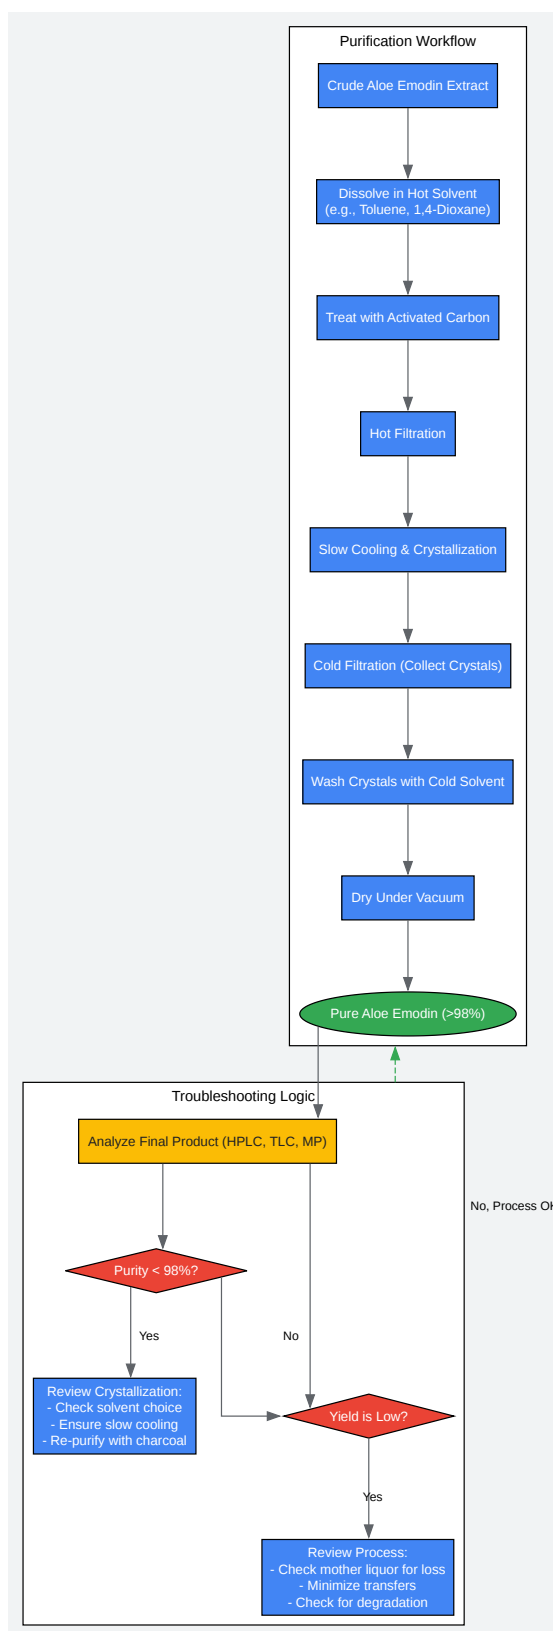 Purification Workflow
Crude Aloe Emodin Extract
Dissolve in Hot Solvent
(e.g., Toluene, 1,4-Dioxane)
Treat with Activated Carbon
Hot Filtration
Slow Cooling & Crystallization
Cold Filtration (Collect Crystals)
Wash Crystals with Cold Solvent
Dry Under Vacuum
Pure Aloe Emodin (>98%)
Troubleshooting Logic
Analyze Final Product (HPLC, TLC, MP)
No, Process OK
Purity < 98%?
Yes
No
Review Crystallization:
- Check solvent choice
- Ensure slow cooling
- Re-purify with charcoal
Yield is Low?
Yes
Review Process:
- Check mother liquor for loss
- Minimize transfers
- Check for degradation